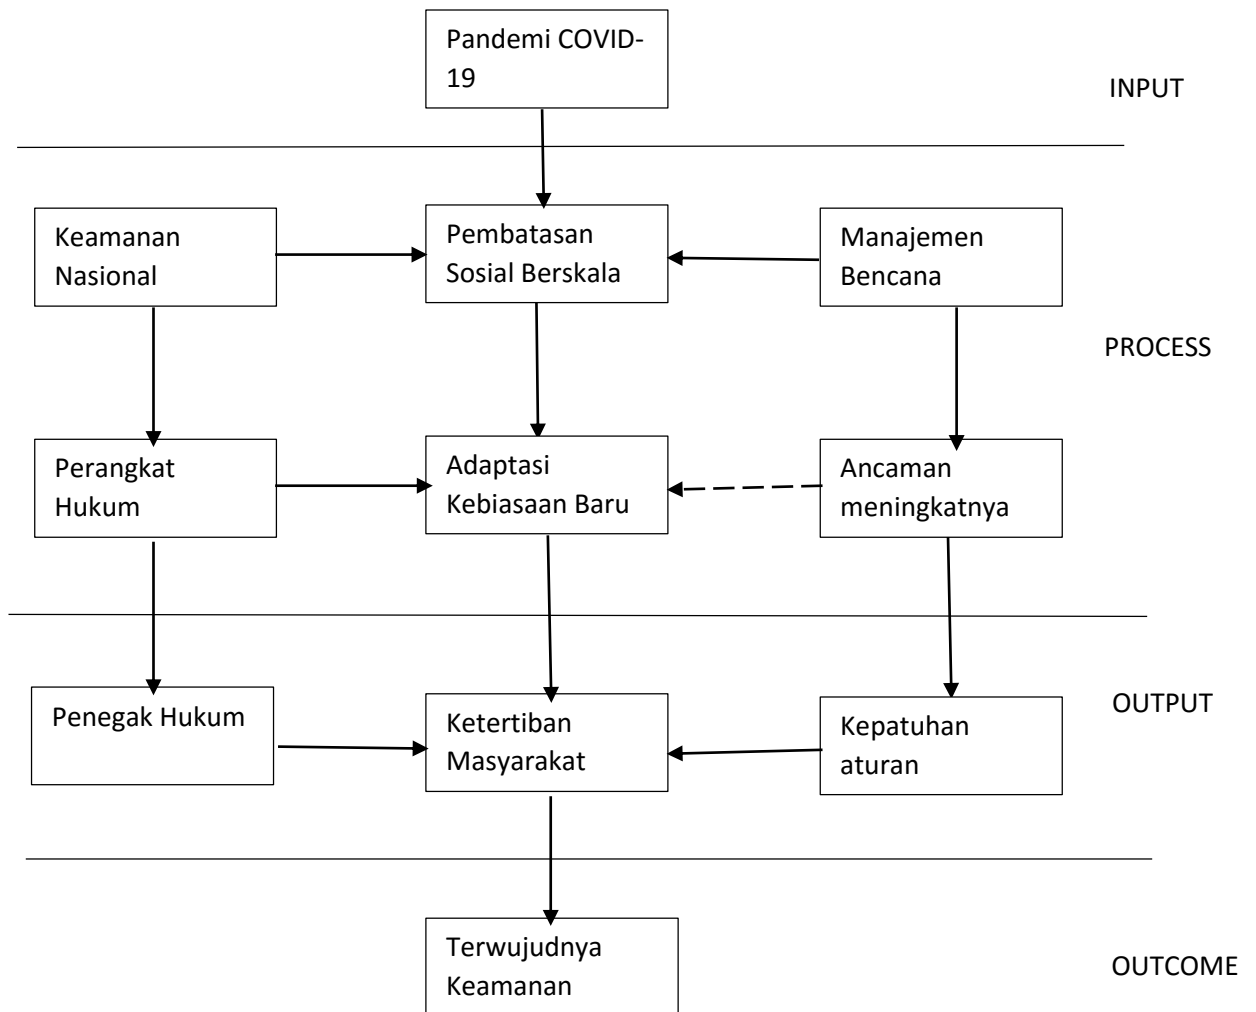 Pandemi COVID-
19
INPUT
Keamanan
Nasional
Pembatasan
Sosial Berskala
Manajemen
Bencana
PROCESS
Perangkat
Hukum
Adaptasi
Kebiasaan Baru
Ancaman
meningkatnya
Penegak Hukum
Ketertiban
Masyarakat
Kepatuhan
aturan
OUTPUT
Terwujudnya
Keamanan
OUTCOME